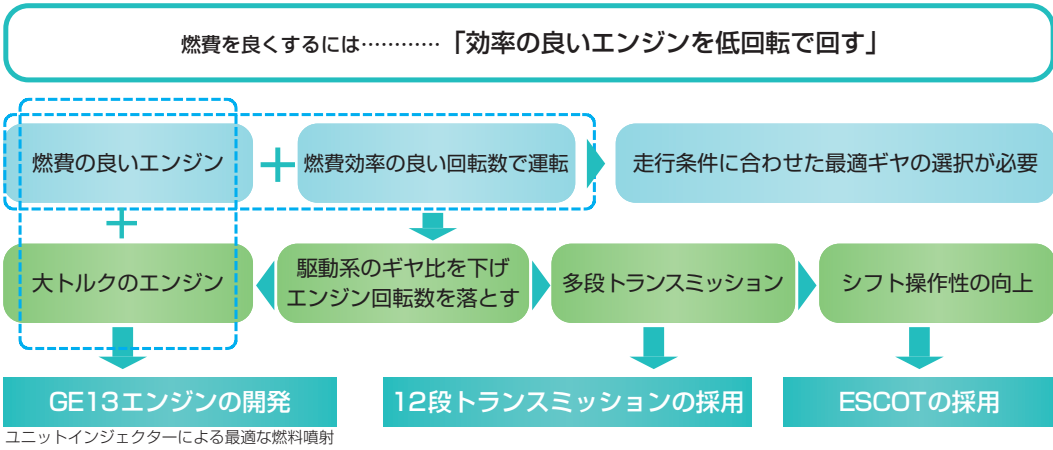 燃費を良くするには…………「効率の良いエンジンを低回転で回す」
燃費の良いエンジン
+
燃費効率の良い回転数で運転
走行条件に合わせた最適ギヤの選択が必要
+
大トルクのエンジン
駆動系のギヤ比を下げ
エンジン回転数を落とす
多段トランスミッション
シフト操作性の向上
GE13エンジンの開発
12段トランスミッションの採用
ESCOTの採用
ユニットインジェクターによる最適な燃料噴射